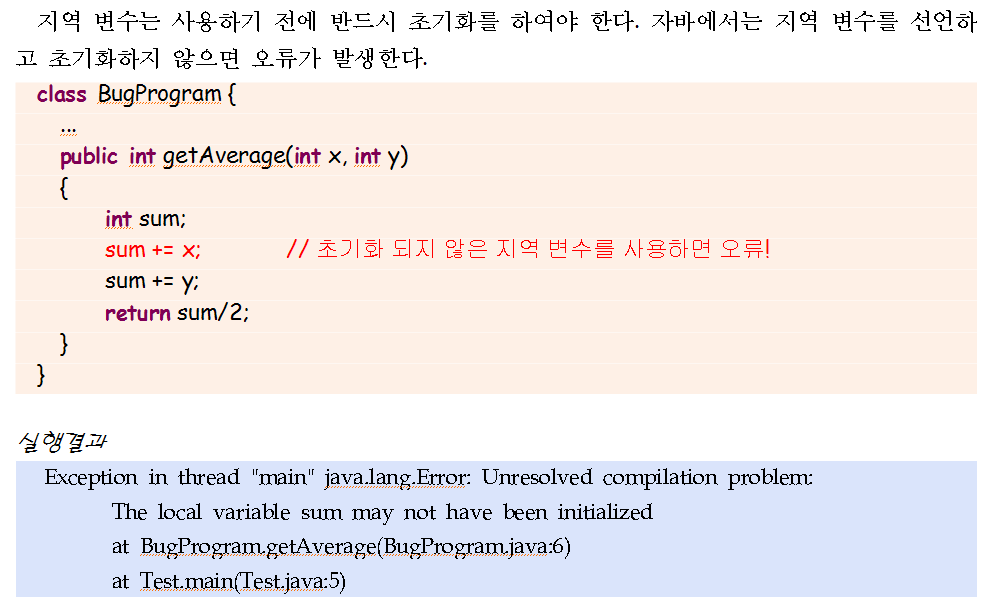 지역 변수는 사용하기 전에 반드시 초기화를 하여야 한다. 자바에서는 지역 변수를 선언하
고 초기화하지 않으면 오류가 발생한다.
class BugProgram {
...
public int getAverage(int x, int y)
{
int sum;
sum += x; // 초기화 되지 않은 지역 변수를 사용하면 오류!
sum += y;
return sum/2;
}
}
실행결과
Exception in thread "main" java.lang.Error: Unresolved compilation problem:
The local variable sum may not have been initialized
at BugProgram.getAverage(BugProgram.java:6)
at Test.main(Test.java:5)